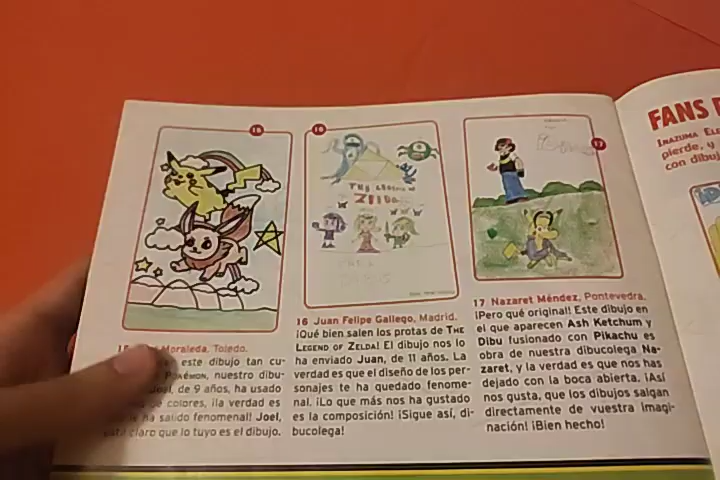 15
16
17
THE LEGEND OF
ZELDA
FANS
INAZUMA
pierde, y
con dibuj
Moraleda, Toledo.
este dibujo tan cu-
POKÉMON, nuestro dibu-
de 9 años, ha usado
colores, ¡la verdad es
ha salido fenomenal! Joel,
claro que lo tuyo es el dibujo.
16 Juan Felipe Gallego, Madrid.
¡Qué bien salen los protas de THE
LEGEND OF ZELDA! El dibujo nos lo
ha enviado Juan, de 11 años. La
verdad es que el diseño de los per-
sonajes te ha quedado fenome-
nal. ¡Lo que más nos ha gustado
es la composición! ¡Sigue así, di-
bucolega!
17 Nazaret Méndez, Pontevedra.
¡Pero qué original! Este dibujo en
el que aparecen Ash Ketchum y
Dibu fusionado con Pikachu es
obra de nuestra dibucolega Na-
zaret, y la verdad es que nos has
dejado con la boca abierta. ¡Así
nos gusta, que los dibujos salgan
directamente de vuestra imagi-
nación! ¡Bien hecho!